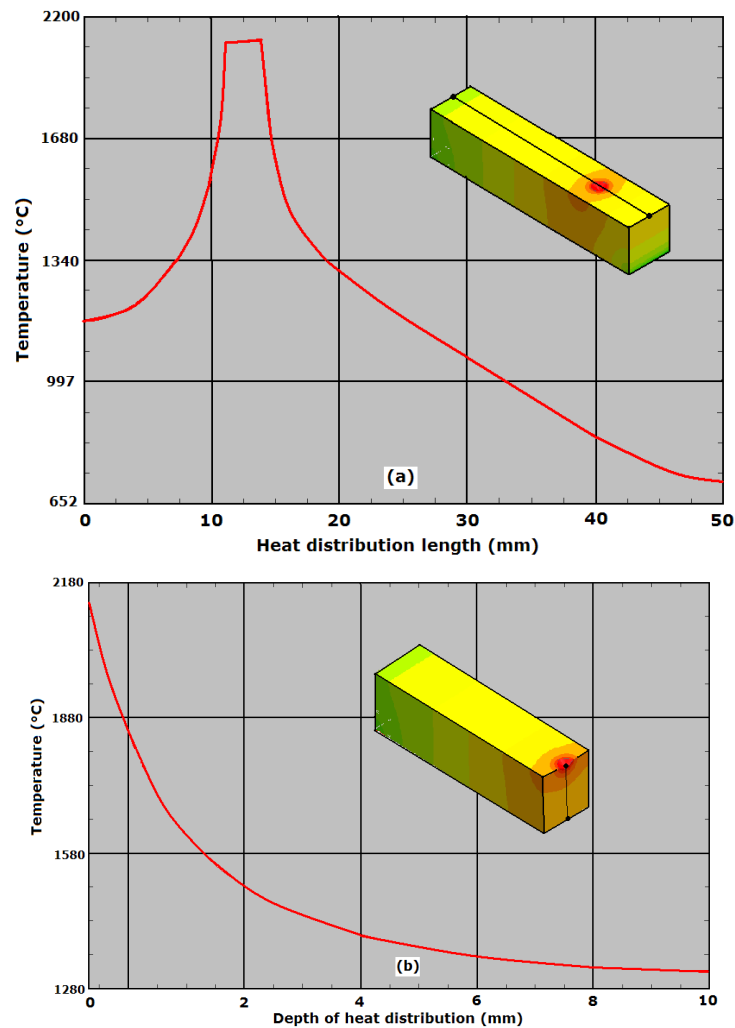 2200
1680
1340
997
652
Temperature (°C)
(a)
0 10 20 30 40 50
Heat distribution length (mm)
2180
1880
1580
1280
Temperature (°C)
(b)
0 2 4 6 8 10
Depth of heat distribution (mm)